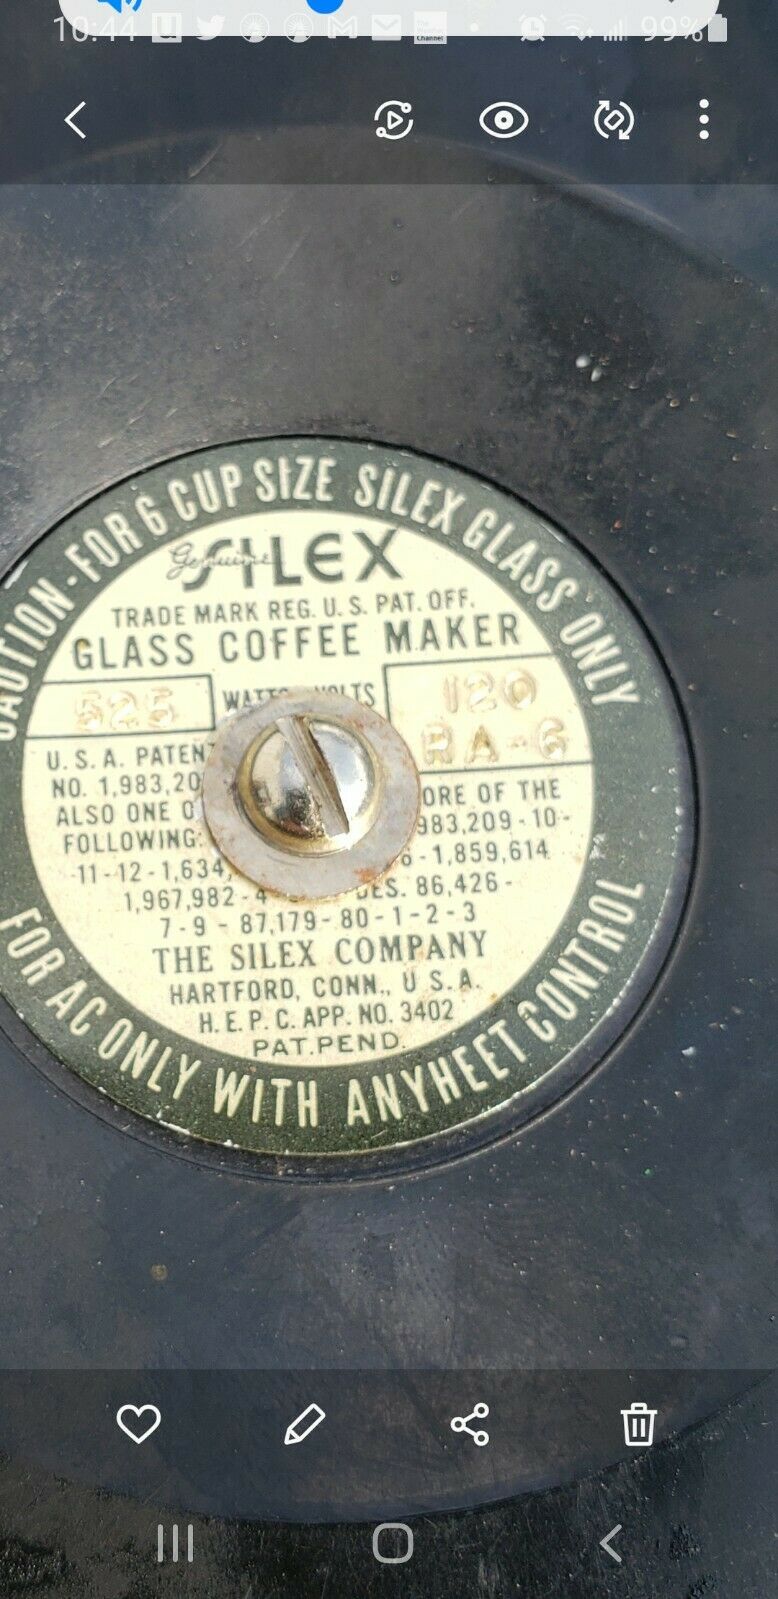 10:44
99%
CAUTION - FOR 6 CUP SIZE SILEX GLASS ONLY
Genuine SILEX
TRADE MARK REG. U.S. PAT. OFF.
GLASS COFFEE MAKER
525 WATTS VOLTS 120
RA-6
U.S.A. PATEN
NO. 1,983,20
ALSO ONE O ORE OF THE
FOLLOWING: 983,209-10-
-11-12-1,634, 6-1,859,614
1,967,982-4 DES. 86,426-
7-9-87,179-80-1-2-3
THE SILEX COMPANY
HARTFORD, CONN., U.S.A.
H.E.P.C. APP. NO. 3402
PAT. PEND.
FOR AC ONLY WITH ANYHEET CONTROL